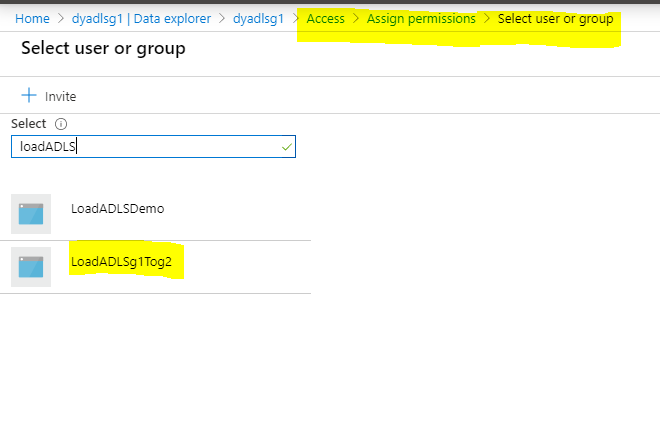 Home > dyadlsg1 | Data explorer > dyadlsg1 > Access > Assign permissions > Select user or group
Select user or group
+ Invite
Select
loadADLS
LoadADLSDemo
LoadADLSg1Tog2